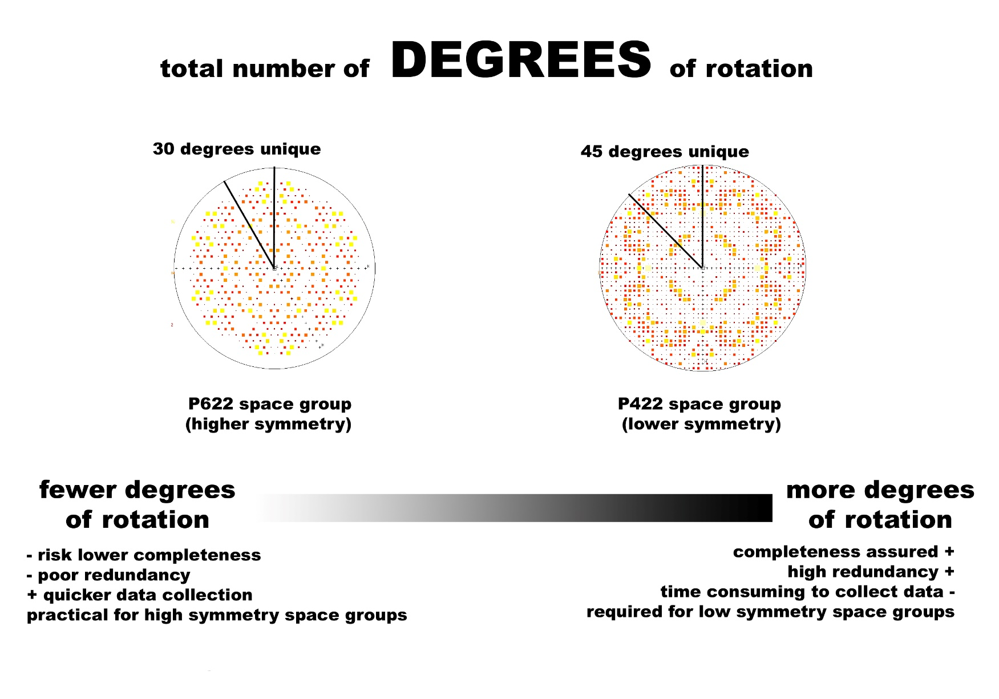 total number of DEGREES of rotation
30 degrees unique
45 degrees unique
K
H
2
K
H
P622 space group
(higher symmetry)
P422 space group
(lower symmetry)
fewer degrees
of rotation
more degrees
of rotation
- risk lower completeness
- poor redundancy
+ quicker data collection
practical for high symmetry space groups
completeness assured +
high redundancy +
time consuming to collect data -
required for low symmetry space groups